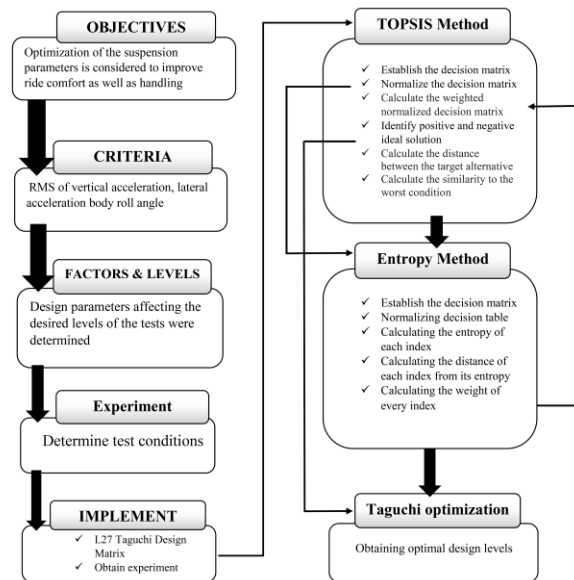 OBJECTIVES
Optimization of the suspension
parameters is considered to improve
ride comfort as well as handling
CRITERIA
RMS of vertical acceleration, lateral
acceleration body roll angle
FACTORS & LEVELS
Design parameters affecting the
desired levels of the tests were
determined
Experiment
Determine test conditions
IMPLEMENT
✓ L27 Taguchi Design
Matrix
✓ Obtain experiment
TOPSIS Method
✓ Establish the decision matrix
✓ Normalize the decision matrix
✓ Calculate the weighted
normalized decision matrix
✓ Identify positive and negative
ideal solution
✓ Calculate the distance
between the target alternative
✓ Calculate the similarity to the
worst condition
Entropy Method
✓ Establish the decision matrix
✓ Normalizing decision table
✓ Calculating the entropy of
each index
✓ Calculating the distance of
each index from its entropy
✓ Calculating the weight of
every index
Taguchi optimization
Obtaining optimal design levels